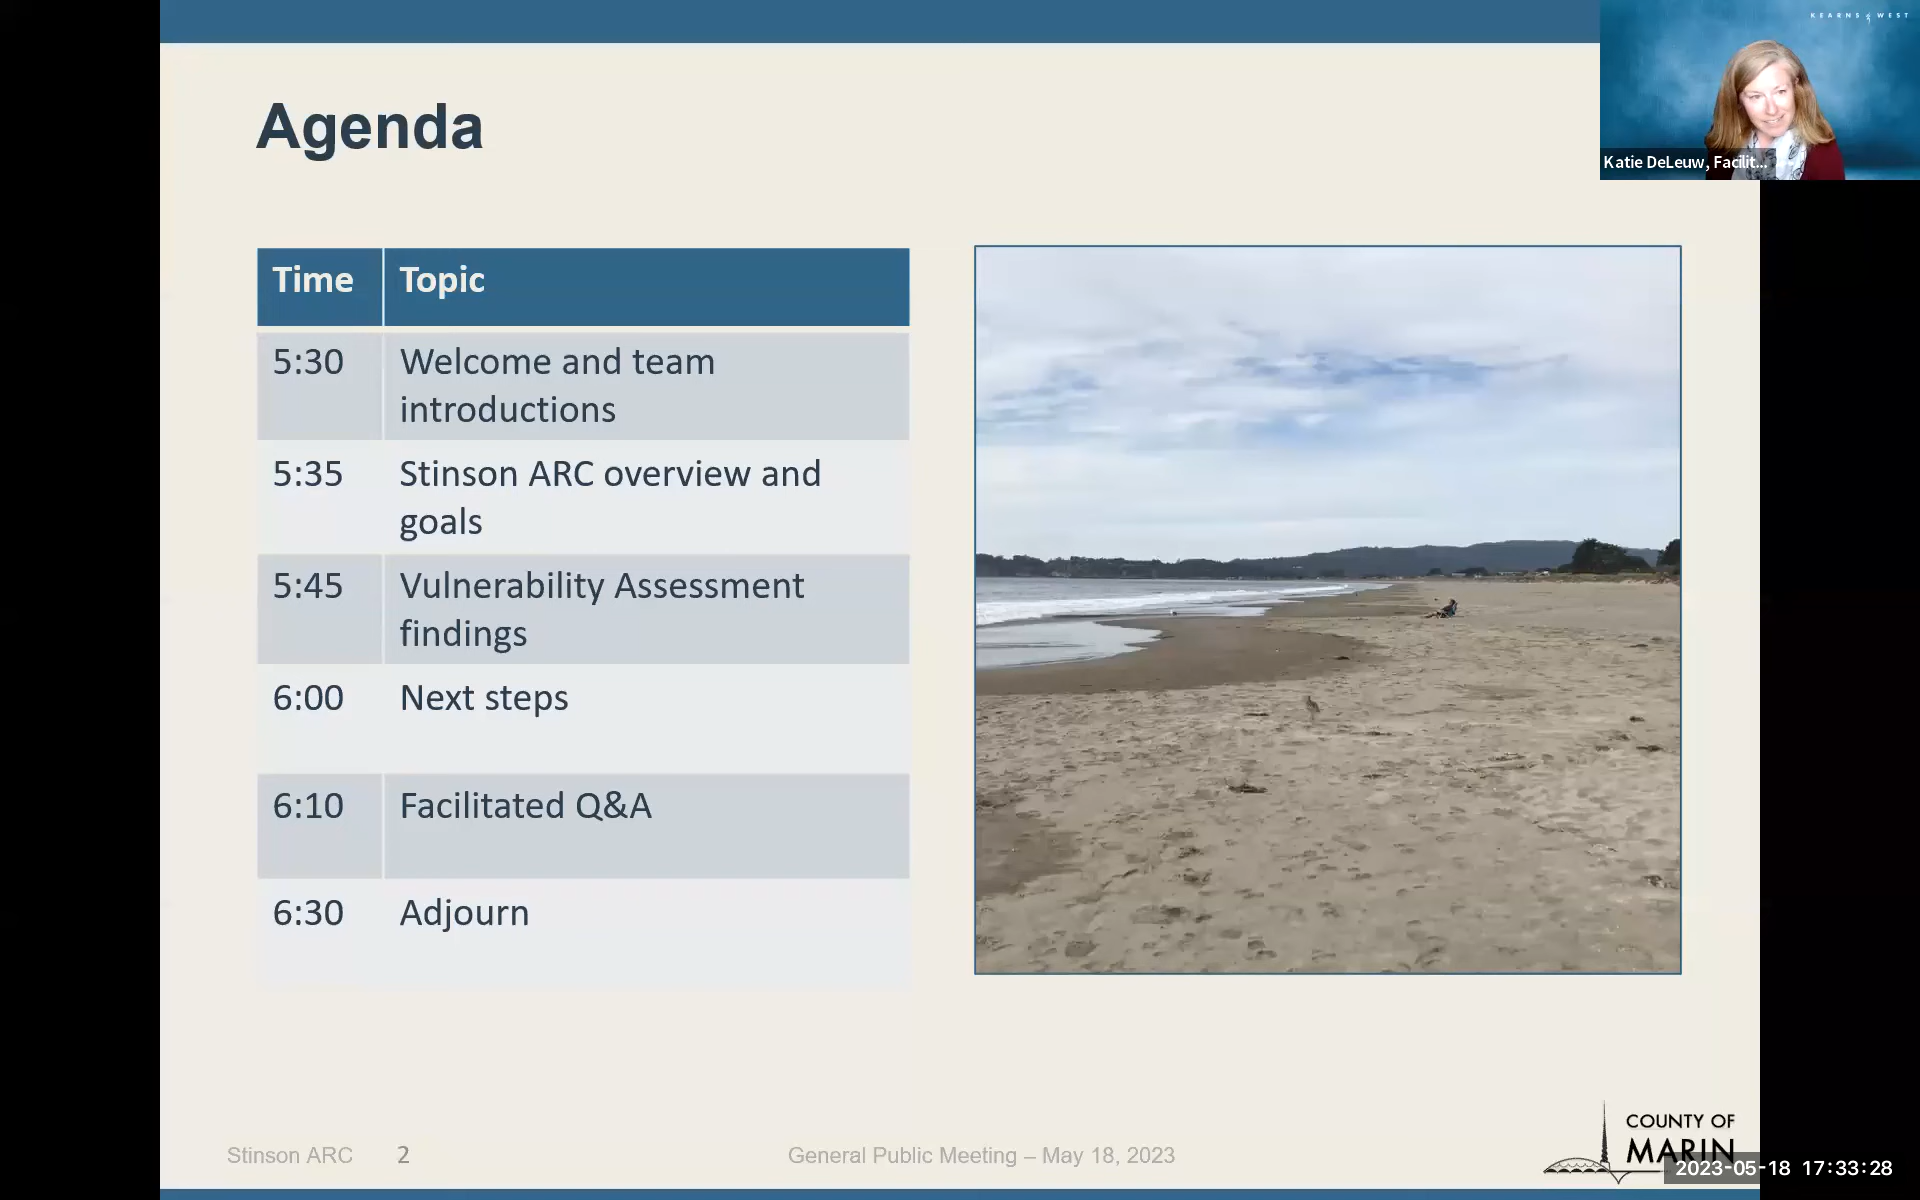 KEARNS & WEST
Agenda
Katie DeLeuw, Facilit...
Time Topic
5:30 Welcome and team
introductions
5:35 Stinson ARC overview and
goals
5:45 Vulnerability Assessment
findings
6:00 Next steps
6:10 Facilitated Q&A
6:30 Adjourn
Stinson ARC 2 General Public Meeting – May 18, 2023
COUNTY OF
MARIN
2023-05-18 17:33:28